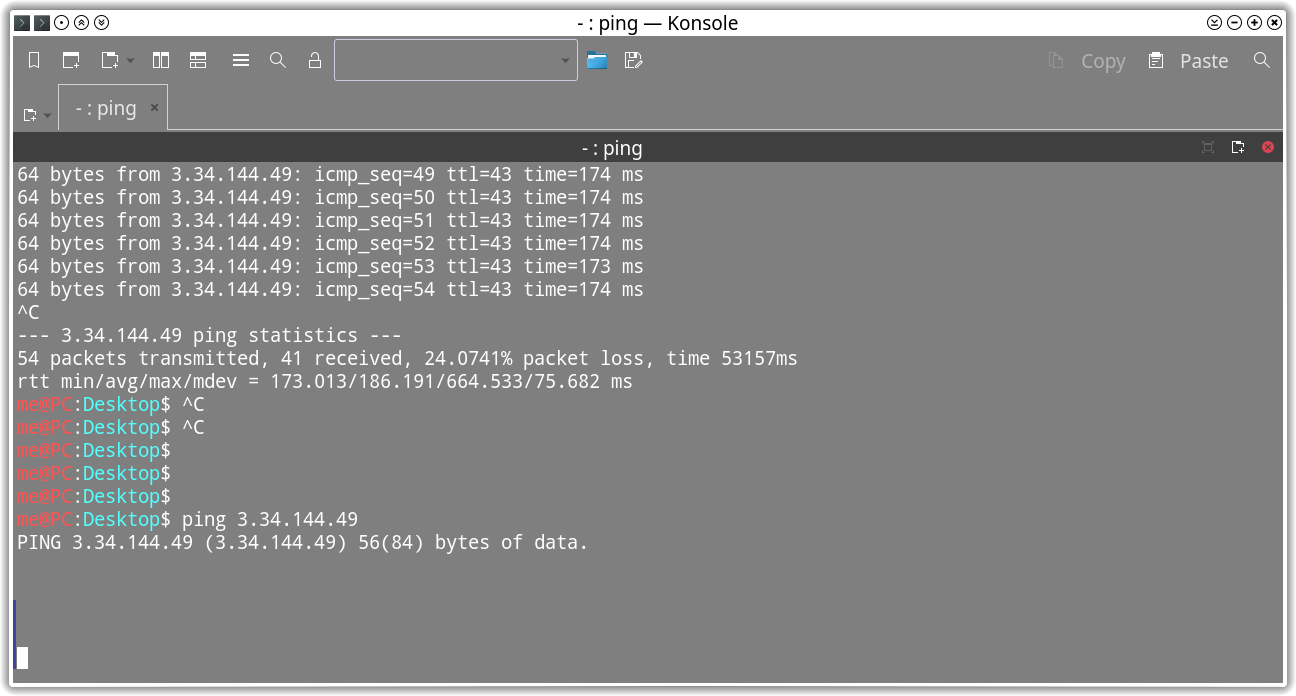 - : ping — Konsole
Copy
Paste
- : ping
- : ping
64 bytes from 3.34.144.49: icmp_seq=49 ttl=43 time=174 ms
64 bytes from 3.34.144.49: icmp_seq=50 ttl=43 time=174 ms
64 bytes from 3.34.144.49: icmp_seq=51 ttl=43 time=174 ms
64 bytes from 3.34.144.49: icmp_seq=52 ttl=43 time=174 ms
64 bytes from 3.34.144.49: icmp_seq=53 ttl=43 time=173 ms
64 bytes from 3.34.144.49: icmp_seq=54 ttl=43 time=174 ms
^C
--- 3.34.144.49 ping statistics ---
54 packets transmitted, 41 received, 24.0741% packet loss, time 53157ms
rtt min/avg/max/mdev = 173.013/186.191/664.533/75.682 ms
me@PC:Desktop$ ^C
me@PC:Desktop$ ^C
me@PC:Desktop$
me@PC:Desktop$
me@PC:Desktop$
me@PC:Desktop$ ping 3.34.144.49
PING 3.34.144.49 (3.34.144.49) 56(84) bytes of data.